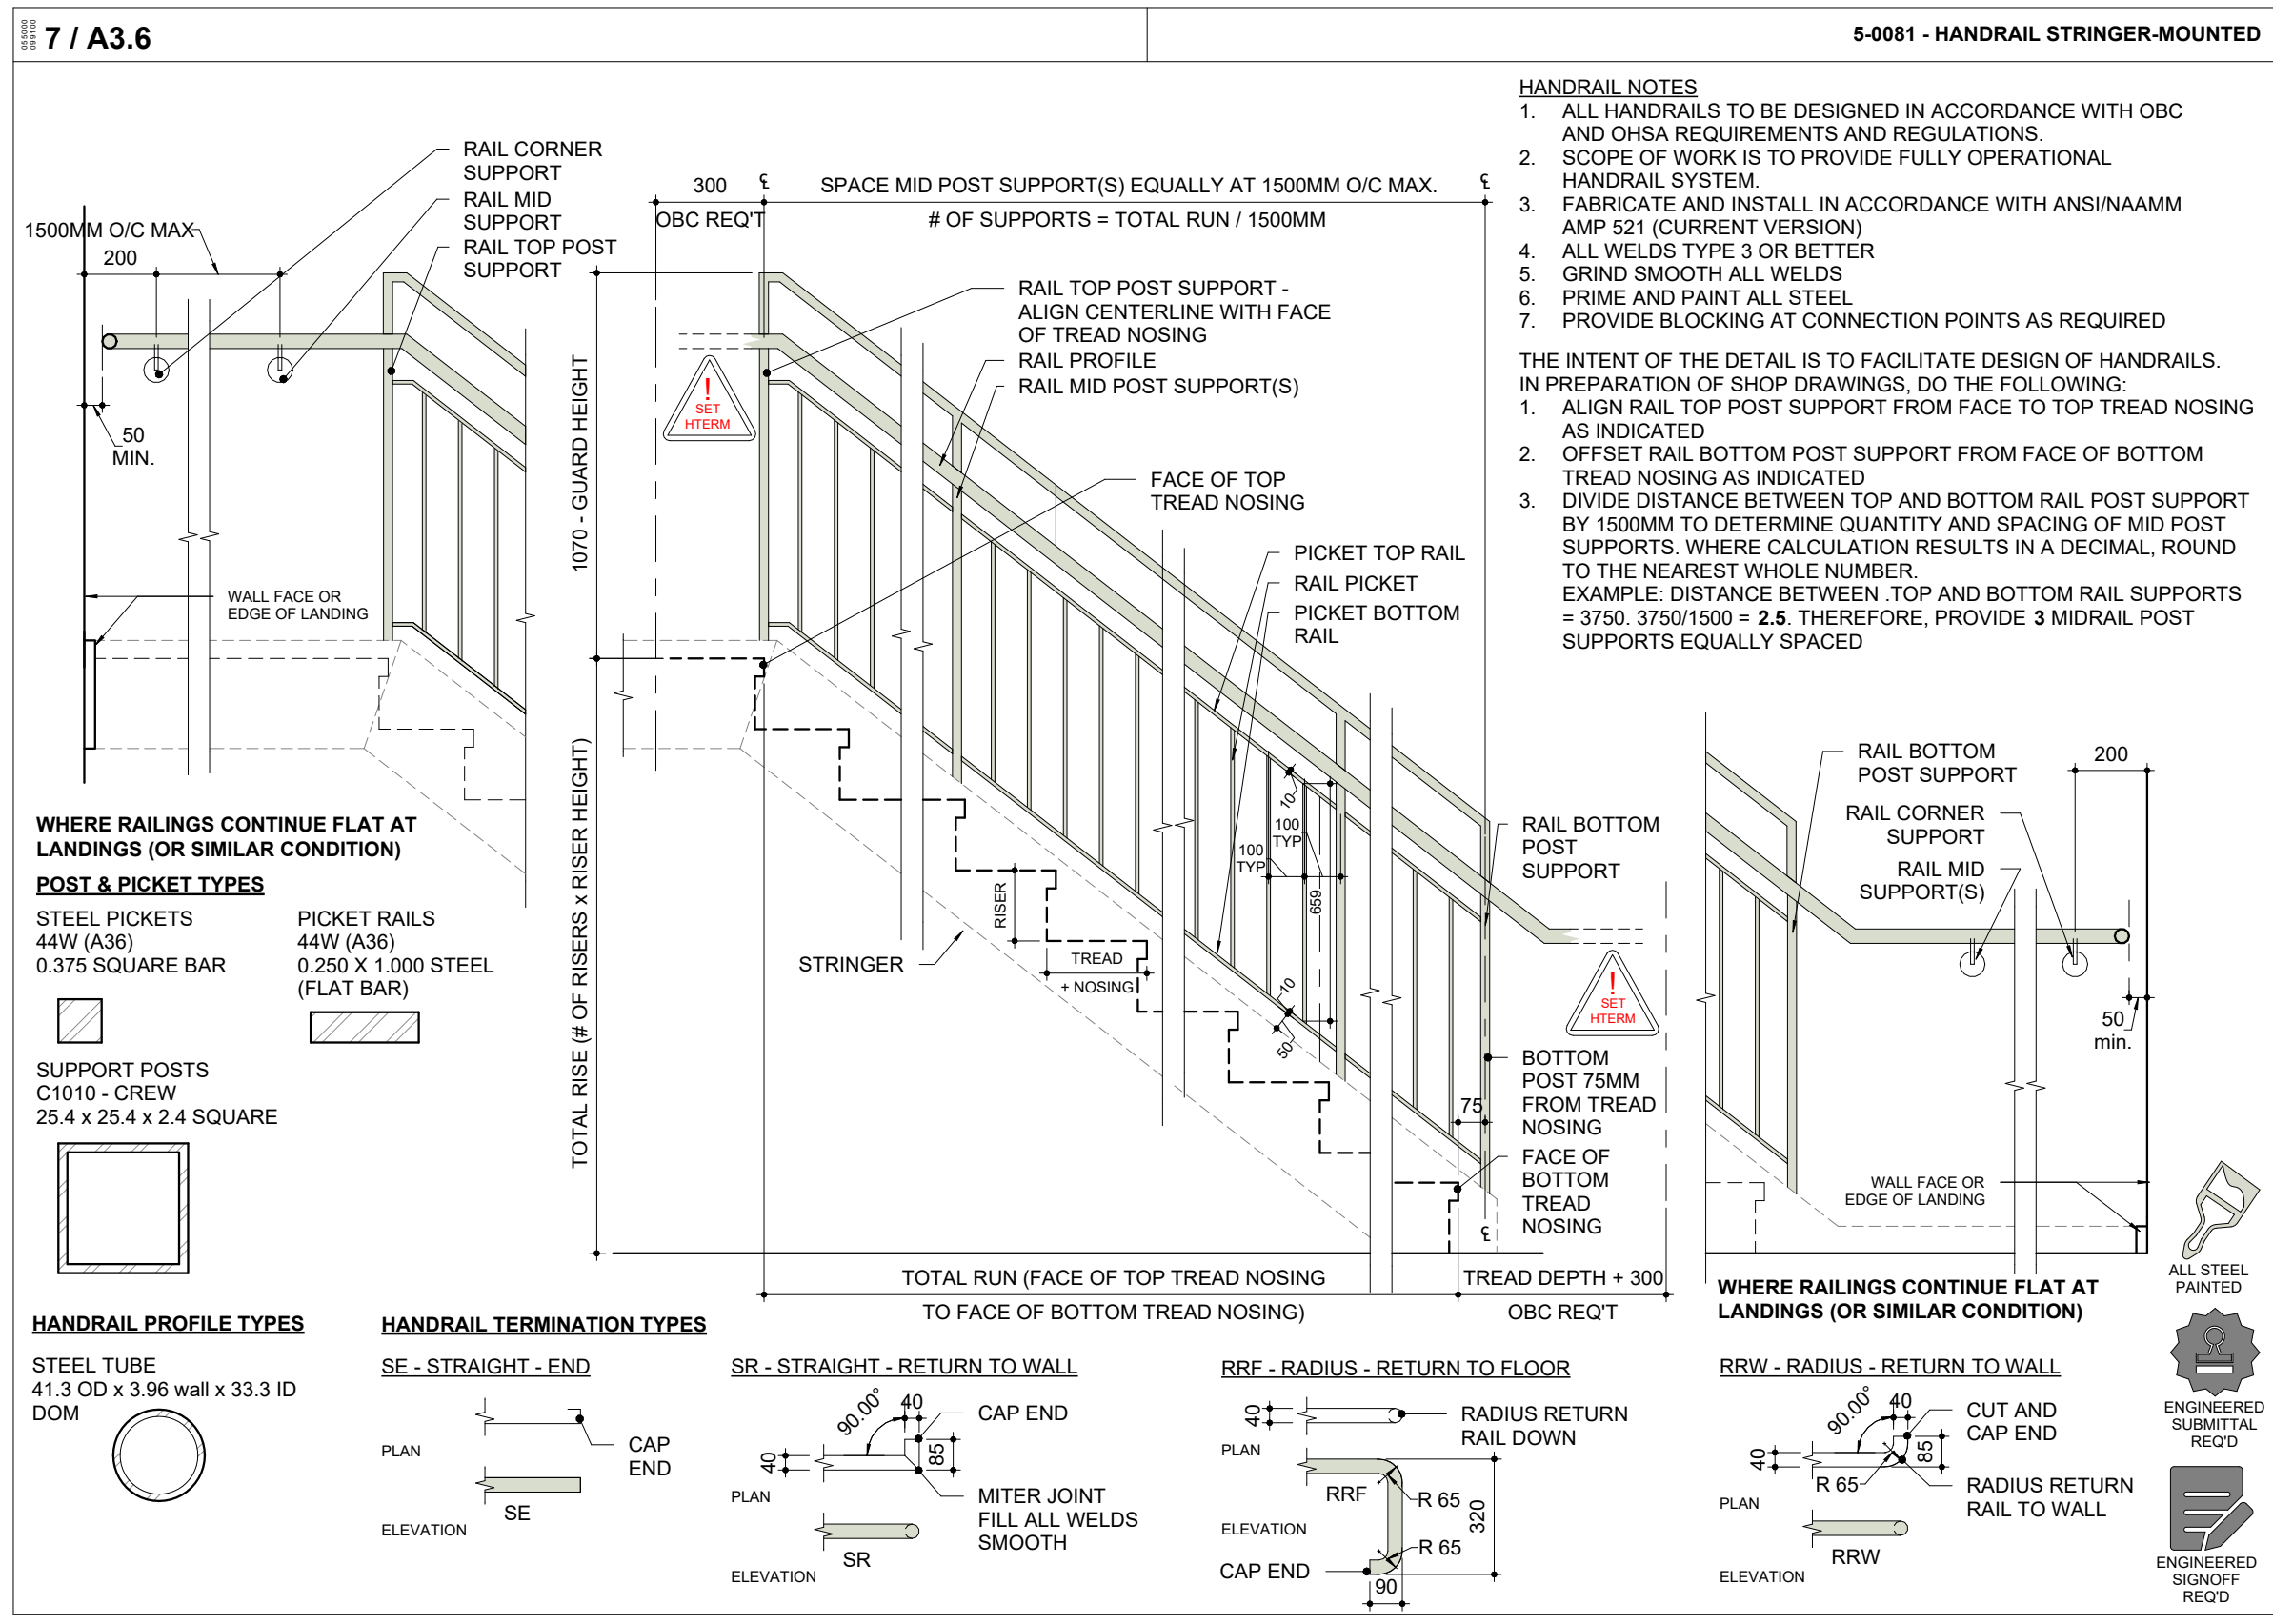 055000
099100
7 / A3.6
5-0081 - HANDRAIL STRINGER-MOUNTED
HANDRAIL NOTES
1. ALL HANDRAILS TO BE DESIGNED IN ACCORDANCE WITH OBC
AND OHSA REQUIREMENTS AND REGULATIONS.
2. SCOPE OF WORK IS TO PROVIDE FULLY OPERATIONAL
HANDRAIL SYSTEM.
3. FABRICATE AND INSTALL IN ACCORDANCE WITH ANSI/NAAMM
AMP 521 (CURRENT VERSION)
4. ALL WELDS TYPE 3 OR BETTER
5. GRIND SMOOTH ALL WELDS
6. PRIME AND PAINT ALL STEEL
7. PROVIDE BLOCKING AT CONNECTION POINTS AS REQUIRED
THE INTENT OF THE DETAIL IS TO FACILITATE DESIGN OF HANDRAILS.
IN PREPARATION OF SHOP DRAWINGS, DO THE FOLLOWING:
1. ALIGN RAIL TOP POST SUPPORT FROM FACE TO TOP TREAD NOSING
AS INDICATED
2. OFFSET RAIL BOTTOM POST SUPPORT FROM FACE OF BOTTOM
TREAD NOSING AS INDICATED
3. DIVIDE DISTANCE BETWEEN TOP AND BOTTOM RAIL POST SUPPORT
BY 1500MM TO DETERMINE QUANTITY AND SPACING OF MID POST
SUPPORTS. WHERE CALCULATION RESULTS IN A DECIMAL, ROUND
TO THE NEAREST WHOLE NUMBER.
EXAMPLE: DISTANCE BETWEEN .TOP AND BOTTOM RAIL SUPPORTS
= 3750. 3750/1500 = 2.5. THEREFORE, PROVIDE 3 MIDRAIL POST
SUPPORTS EQUALLY SPACED
RAIL CORNER
SUPPORT
RAIL MID
SUPPORT
RAIL TOP POST
SUPPORT
1500MM O/C MAX
200
50
MIN.
WALL FACE OR
EDGE OF LANDING
WHERE RAILINGS CONTINUE FLAT AT
LANDINGS (OR SIMILAR CONDITION)
300
℄
SPACE MID POST SUPPORT(S) EQUALLY AT 1500MM O/C MAX.
℄
OBC REQ'T
# OF SUPPORTS = TOTAL RUN / 1500MM
RAIL TOP POST SUPPORT -
ALIGN CENTERLINE WITH FACE
OF TREAD NOSING
RAIL PROFILE
RAIL MID POST SUPPORT(S)
!
SET
HTERM
1070 - GUARD HEIGHT
FACE OF TOP
TREAD NOSING
PICKET TOP RAIL
RAIL PICKET
PICKET BOTTOM
RAIL
TOTAL RISE (# OF RISERS x RISER HEIGHT)
10
100
TYP
100
TYP
659
RISER
TREAD
+ NOSING
STRINGER
10
50
RAIL BOTTOM
POST
SUPPORT
!
SET
HTERM
BOTTOM
POST 75MM
FROM TREAD
NOSING
75
FACE OF
BOTTOM
TREAD
NOSING
℄
TOTAL RUN (FACE OF TOP TREAD NOSING
TO FACE OF BOTTOM TREAD NOSING)
TREAD DEPTH + 300
OBC REQ'T
RAIL BOTTOM
POST SUPPORT
200
RAIL CORNER
SUPPORT
RAIL MID
SUPPORT(S)
50
min.
WALL FACE OR
EDGE OF LANDING
WHERE RAILINGS CONTINUE FLAT AT
LANDINGS (OR SIMILAR CONDITION)
POST & PICKET TYPES
STEEL PICKETS
44W (A36)
0.375 SQUARE BAR
PICKET RAILS
44W (A36)
0.250 X 1.000 STEEL
(FLAT BAR)
SUPPORT POSTS
C1010 - CREW
25.4 x 25.4 x 2.4 SQUARE
HANDRAIL PROFILE TYPES
STEEL TUBE
41.3 OD x 3.96 wall x 33.3 ID
DOM
HANDRAIL TERMINATION TYPES
SE - STRAIGHT - END
PLAN
CAP
END
SE
ELEVATION
SR - STRAIGHT - RETURN TO WALL
90.00°
40
CAP END
40
85
PLAN
MITER JOINT
FILL ALL WELDS
SMOOTH
SR
ELEVATION
RRF - RADIUS - RETURN TO FLOOR
40
RADIUS RETURN
RAIL DOWN
PLAN
RRF
R 65
320
ELEVATION
R 65
CAP END
90
RRW - RADIUS - RETURN TO WALL
90.00°
40
CUT AND
CAP END
40
85
R 65
RADIUS RETURN
RAIL TO WALL
PLAN
RRW
ELEVATION
ALL STEEL
PAINTED
ENGINEERED
SUBMITTAL
REQ'D
ENGINEERED
SIGNOFF
REQ'D